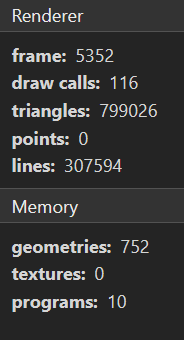 Renderer
frame: 5352
draw calls: 116
triangles: 799026
points: 0
lines: 307594
Memory
geometries: 752
textures: 0
programs: 10